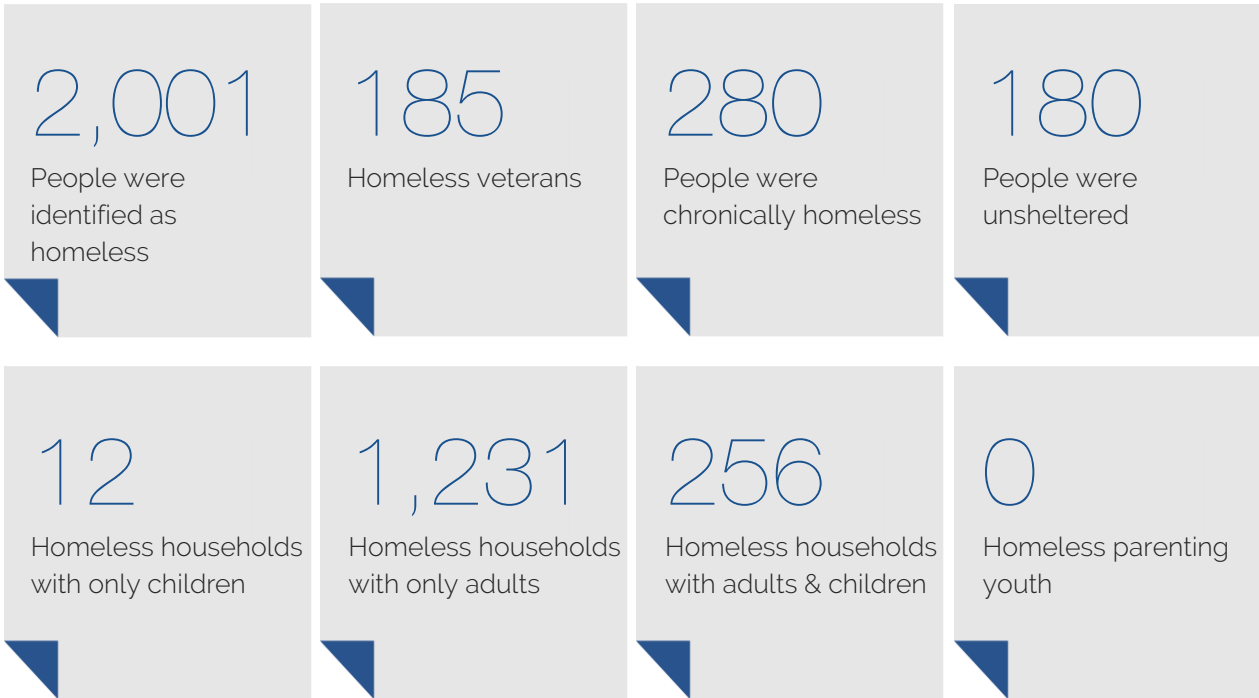 2,001
People were
identified as
homeless
185
Homeless veterans
280
People were
chronically homeless
180
People were
unsheltered
12
Homeless households
with only children
1,231
Homeless households
with only adults
256
Homeless households
with adults & children
0
Homeless parenting
youth